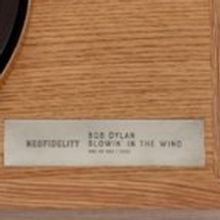 NEOFIDELITY
BOB DYLAN
BLOWIN' IN THE WIND